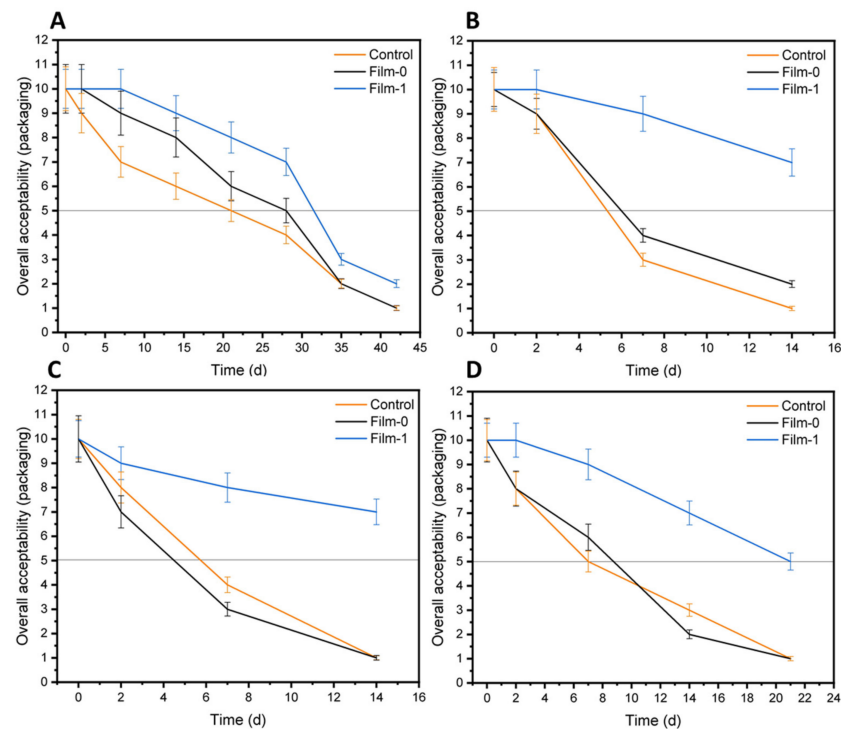 A
B
12
11
10
9
8
7
6
5
4
3
2
1
0
Overall acceptability (packaging)
Control
Film-0
Film-1
0 5 10 15 20 25 30 35 40 45
Time (d)
12
11
10
9
8
7
6
5
4
3
2
1
0
Overall acceptability (packaging)
Control
Film-0
Film-1
0 2 4 6 8 10 12 14 16
Time (d)
C
D
12
11
10
9
8
7
6
5
4
3
2
1
0
Overall acceptability (packaging)
Control
Film-0
Film-1
0 2 4 6 8 10 12 14 16
Time (d)
12
11
10
9
8
7
6
5
4
3
2
1
0
Overall acceptability (packaging)
Control
Film-0
Film-1
0 2 4 6 8 10 12 14 16 18 20 22 24
Time (d)